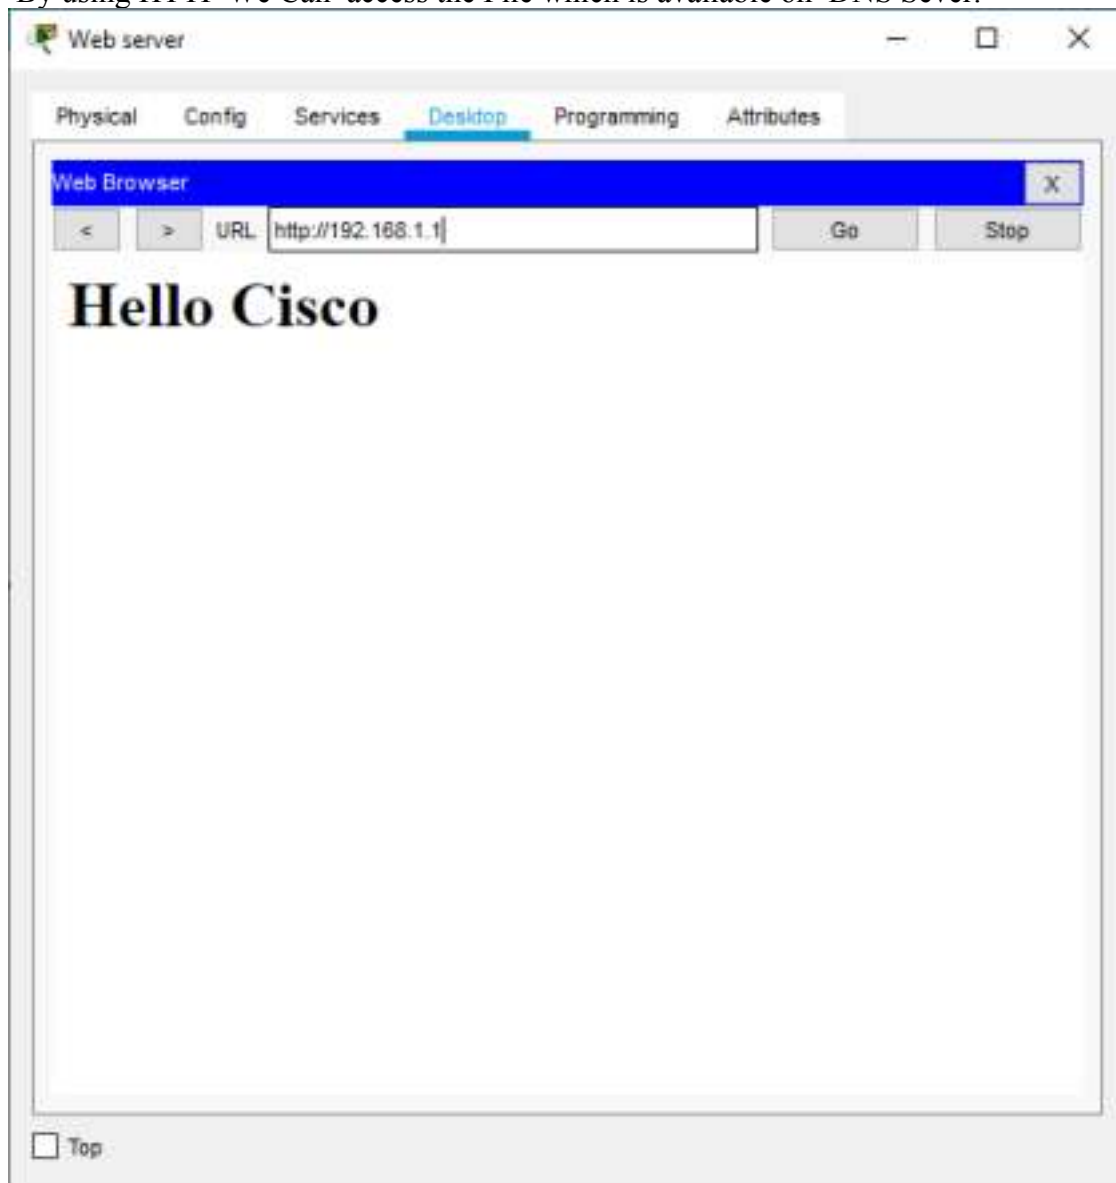 By using HTTP We Can access the File which is available on DNS Sever.
Web server
Physical Config Services Desktop Programming Attributes
Web Browser X
< > URL http://192.168.1.1 Go Stop
Hello Cisco
Top